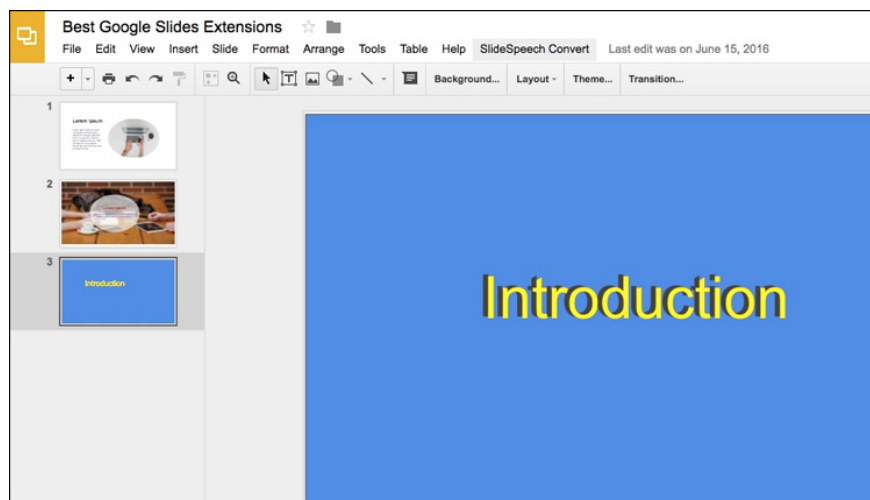 Best Google Slides Extensions
File Edit View Insert Slide Format Arrange Tools Table Help SlideSpeech Convert Last edit was on June 15, 2016
Background... Layout Theme... Transition...
1
Lorem Ipsum
2
3
Introduction
Introduction